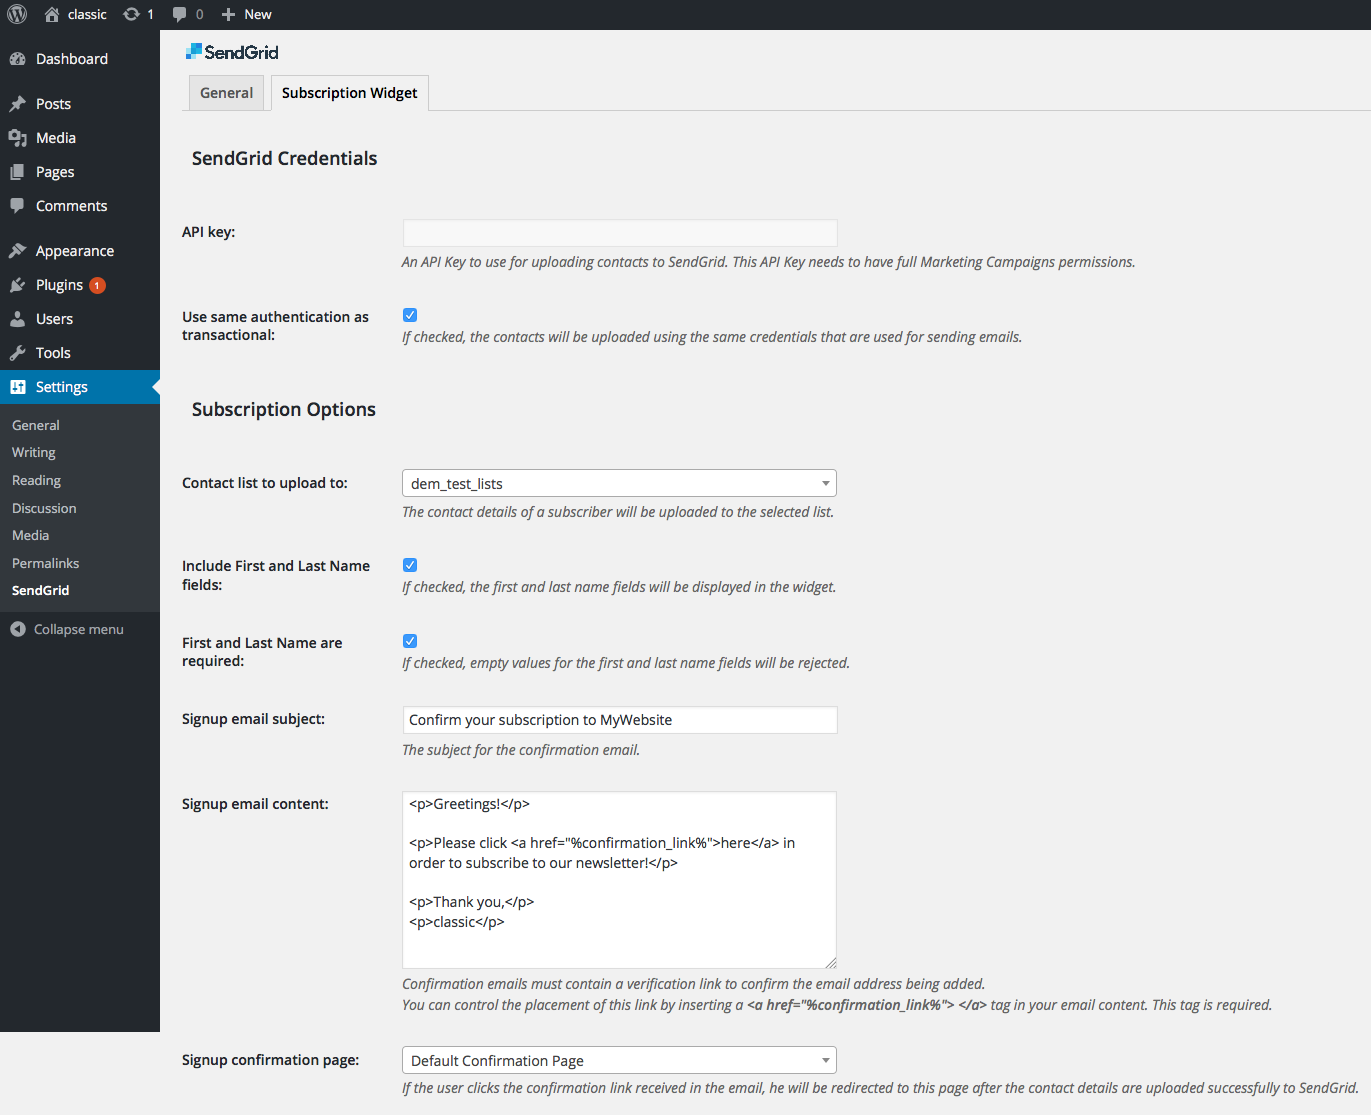 classic 1 0 New
Dashboard
Posts
Media
Pages
Comments
Appearance
Plugins 1
Users
Tools
Settings
General
Writing
Reading
Discussion
Media
Permalinks
SendGrid
Collapse menu
SendGrid
General Subscription Widget
SendGrid Credentials
API key:
An API Key to use for uploading contacts to SendGrid. This API Key needs to have full Marketing Campaigns permissions.
Use same authentication as
transactional:
If checked, the contacts will be uploaded using the same credentials that are used for sending emails.
Subscription Options
Contact list to upload to:
dem_test_lists
The contact details of a subscriber will be uploaded to the selected list.
Include First and Last Name
fields:
If checked, the first and last name fields will be displayed in the widget.
First and Last Name are
required:
If checked, empty values for the first and last name fields will be rejected.
Signup email subject:
Confirm your subscription to MyWebsite
The subject for the confirmation email.
Signup email content:
<p>Greetings!</p>
<p>Please click <a href="%confirmation_link%">here</a> in
order to subscribe to our newsletter!</p>
<p>Thank you,</p>
<p>classic</p>
Confirmation emails must contain a verification link to confirm the email address being added.
You can control the placement of this link by inserting a <a href="%confirmation_link%"> </a> tag in your email content. This tag is required.
Signup confirmation page:
Default Confirmation Page
If the user clicks the confirmation link received in the email, he will be redirected to this page after the contact details are uploaded successfully to SendGrid.